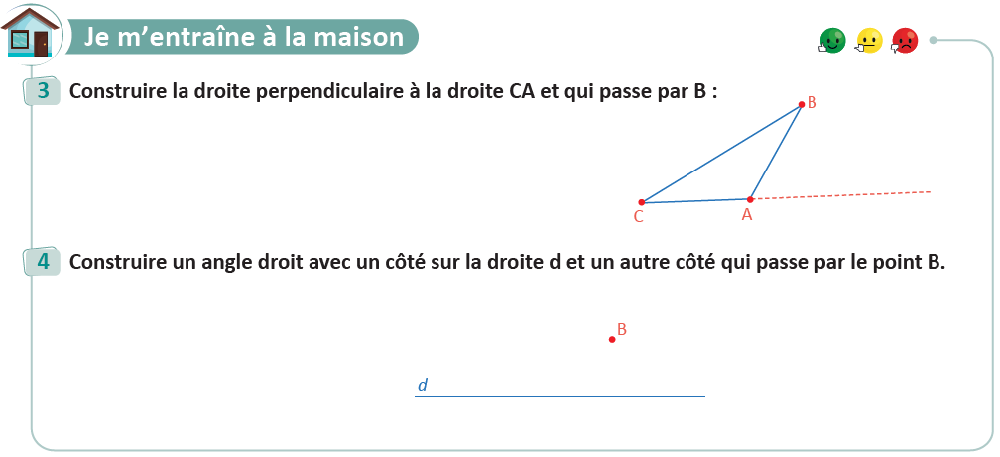 Je m'entraîne à la maison
3 Construire la droite perpendiculaire à la droite CA et qui passe par B :
B
C
A
4 Construire un angle droit avec un côté sur la droite d et un autre côté qui passe par le point B.
B
d